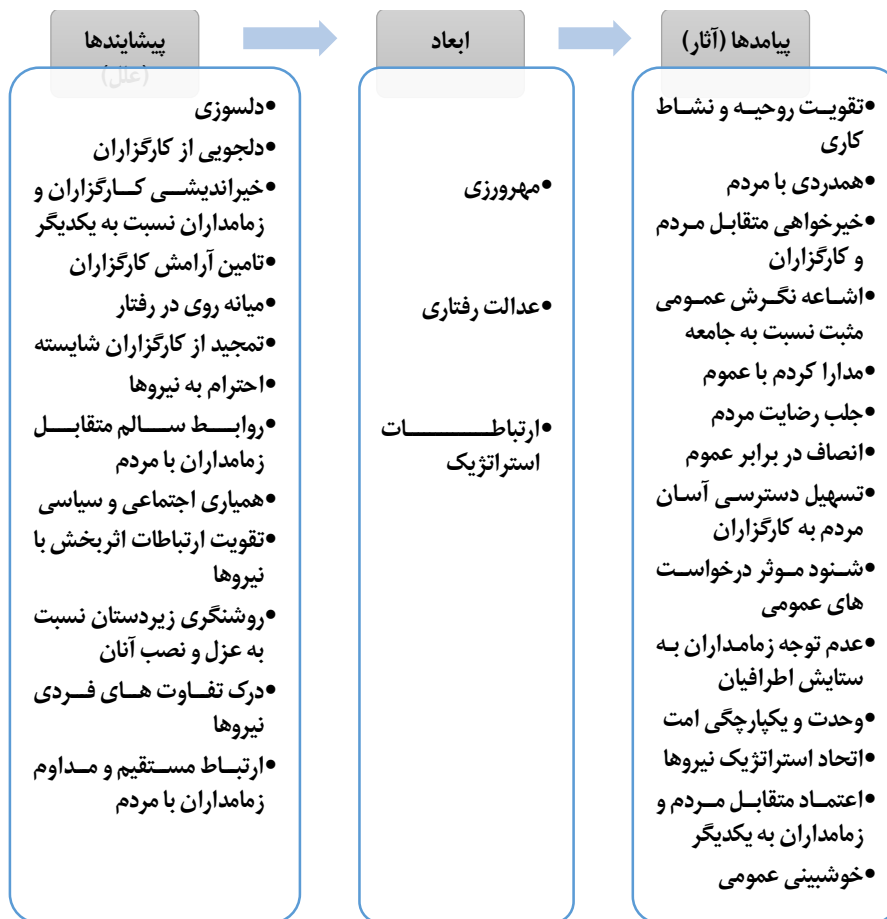 پیشایندها
(علل)
•دلسوزی
•دلجویی از کارگزاران
•خیراندیشی کارگزاران و
زمامداران نسبت به یکدیگر
•تامین آرامش کارگزاران
•میانه روی در رفتار
•تمجید از کارگزاران شایسته
•احترام به نیروها
•روابط سالم متقابل
زمامداران با مردم
•همیاری اجتماعی و سیاسی
•تقویت ارتباطات اثربخش با
نیروها
•روشنگری زیردستان نسبت
به عزل و نصب آنان
•درک تفاوت های فردی
نیروها
•ارتباط مستقیم و مداوم
زمامداران با مردم
ابعاد
•مهرورزی
•عدالت رفتاری
•ارتباطات
استراتژیک
پیامدها (آثار)
•تقویت روحیه و نشاط
کاری
•همدردی با مردم
•خیرخواهی متقابل مردم
و کارگزاران
•اشاعه نگرش عمومی
مثبت نسبت به جامعه
•مدارا کردم با عموم
•جلب رضایت مردم
•انصاف در برابر عموم
•تسهیل دسترسی آسان
مردم به کارگزاران
•شنود موثر درخواست
های عمومی
•عدم توجه زمامداران به
ستایش اطرافیان
•وحدت و یکپارچگی امت
•اتحاد استراتژیک نیروها
•اعتماد متقابل مردم و
زمامداران به یکدیگر
•خوشبینی عمومی